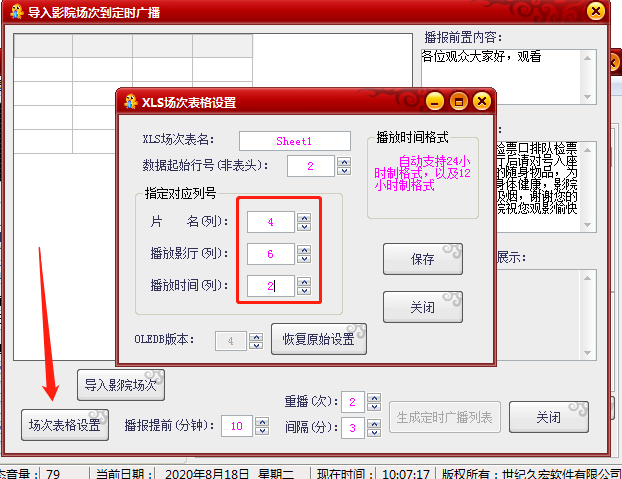 导入影院场次到定时广播
播报前置内容:
各位观众大家好，观看
XLS场次表格设置
XLS场次表名: Sheet1
数据起始行号(非表头): 2
指定对应列号
片 名(列): 4
播放影厅(列): 6
播放时间(列): 2
OLEDB版本: 4
恢复原始设置
播放时间格式
自动支持24小
时制格式，以及12
小时制格式
保存
关闭
:
检票口排队检票
厅后请对号入座
的随身物品，为
身体健康，影院
吸烟，谢谢您的
院祝您观影愉快
展示:
导入影院场次
场次表格设置
播报提前(分钟): 10
重播(次): 2
间隔(分): 3
生成定时广播列表
关闭
态音量: 79
当前日期: 2020年8月18日 星期二
现在时间: 10:07:17
版权所有：世纪久宏软件有限公司